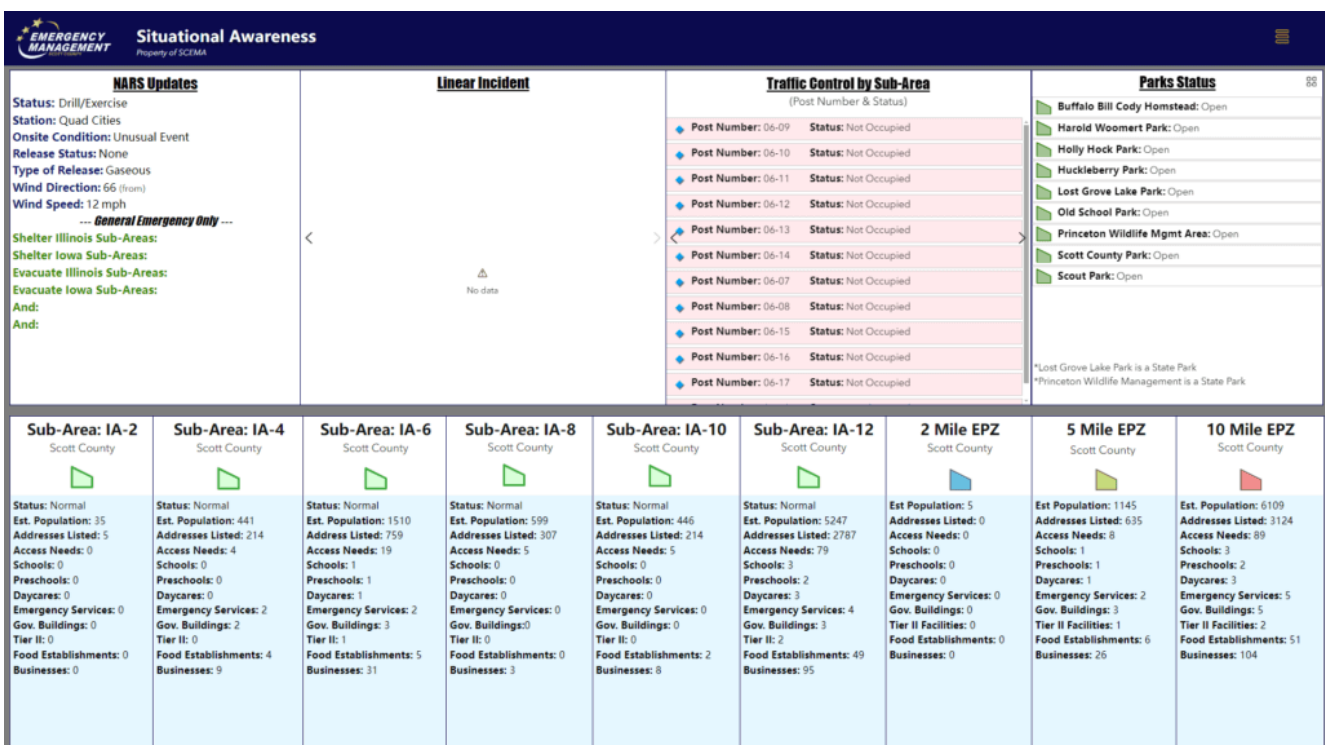 EMERGENCY
MANAGEMENT
Situational Awareness
Property of SCEMA
NARS Updates
Status: Drill/Exercise
Station: Quad Cities
Onsite Condition: Unusual Event
Release Status: None
Type of Release: Gaseous
Wind Direction: 66 (from)
Wind Speed: 12 mph
--- General Emergency Only ---
Shelter Illinois Sub-Areas:
Shelter Iowa Sub-Areas:
Evacuate Illinois Sub-Areas:
Evacuate Iowa Sub-Areas:
And:
And:
Linear Incident
No data
Traffic Control by Sub-Area
(Post Number & Status)
Post Number: 06-09 Status: Not Occupied
Post Number: 06-10 Status: Not Occupied
Post Number: 06-11 Status: Not Occupied
Post Number: 06-12 Status: Not Occupied
Post Number: 06-13 Status: Not Occupied
Post Number: 06-14 Status: Not Occupied
Post Number: 06-07 Status: Not Occupied
Post Number: 06-08 Status: Not Occupied
Post Number: 06-15 Status: Not Occupied
Post Number: 06-16 Status: Not Occupied
Post Number: 06-17 Status: Not Occupied
Parks Status
Buffalo Bill Cody Homstead: Open
Harold Woomert Park: Open
Holly Hock Park: Open
Huckleberry Park: Open
Lost Grove Lake Park: Open
Old School Park: Open
Princeton Wildlife Mgmt Area: Open
Scott County Park: Open
Scout Park: Open
*Lost Grove Lake Park is a State Park
*Princeton Wildlife Management is a State Park
Sub-Area: IA-2
Scott County
Status: Normal
Est. Population: 35
Addresses Listed: 5
Access Needs: 0
Schools: 0
Preschools: 0
Daycares: 0
Emergency Services: 0
Gov. Buildings: 0
Tier II: 0
Food Establishments: 0
Businesses: 0
Sub-Area: IA-4
Scott County
Status: Normal
Est. Population: 441
Addresses Listed: 214
Access Needs: 4
Schools: 0
Preschools: 0
Daycares: 0
Emergency Services: 2
Gov. Buildings: 2
Tier II: 0
Food Establishments: 4
Businesses: 9
Sub-Area: IA-6
Scott County
Status: Normal
Est. Population: 1510
Address Listed: 759
Access Needs: 19
Schools: 1
Preschools: 1
Daycares: 1
Emergency Services: 2
Gov. Buildings: 3
Tier II: 1
Food Establishments: 5
Businesses: 31
Sub-Area: IA-8
Scott County
Status: Normal
Est. Population: 599
Addresses Listed: 307
Access Needs: 5
Schools: 0
Preschools: 0
Daycares: 0
Emergency Services: 0
Gov. Buildings:0
Tier II: 0
Food Establishments: 0
Businesses: 3
Sub-Area: IA-10
Scott County
Status: Normal
Est. Population: 446
Addresses Listed: 214
Access Needs: 5
Schools: 0
Preschools: 0
Daycares: 0
Emergency Services: 0
Gov. Buildings: 0
Tier II: 0
Food Establishments: 2
Businesses: 8
Sub-Area: IA-12
Scott County
Status: Normal
Est. Population: 5247
Addresses Listed: 2787
Access Needs: 79
Schools: 3
Preschools: 2
Daycares: 3
Emergency Services: 4
Gov. Buildings: 3
Tier II: 2
Food Establishments: 49
Businesses: 95
2 Mile EPZ
Scott County
Est Population: 5
Addresses Listed: 0
Access Needs: 0
Schools: 0
Preschools: 0
Daycares: 0
Emergency Services: 0
Gov. Buildings: 0
Tier II Facilities: 0
Food Establishments: 0
Businesses: 0
5 Mile EPZ
Scott County
Est Population: 1145
Addresses Listed: 635
Access Needs: 8
Schools: 1
Preschools: 1
Daycares: 1
Emergency Services: 2
Gov. Buildings: 3
Tier II Facilities: 1
Food Establishments: 6
Businesses: 26
10 Mile EPZ
Scott County
Est. Population: 6109
Addresses Listed: 3124
Access Needs: 89
Schools: 3
Preschools: 2
Daycares: 3
Emergency Services: 5
Gov. Buildings: 5
Tier II Facilities: 2
Food Establishments: 51
Businesses: 104